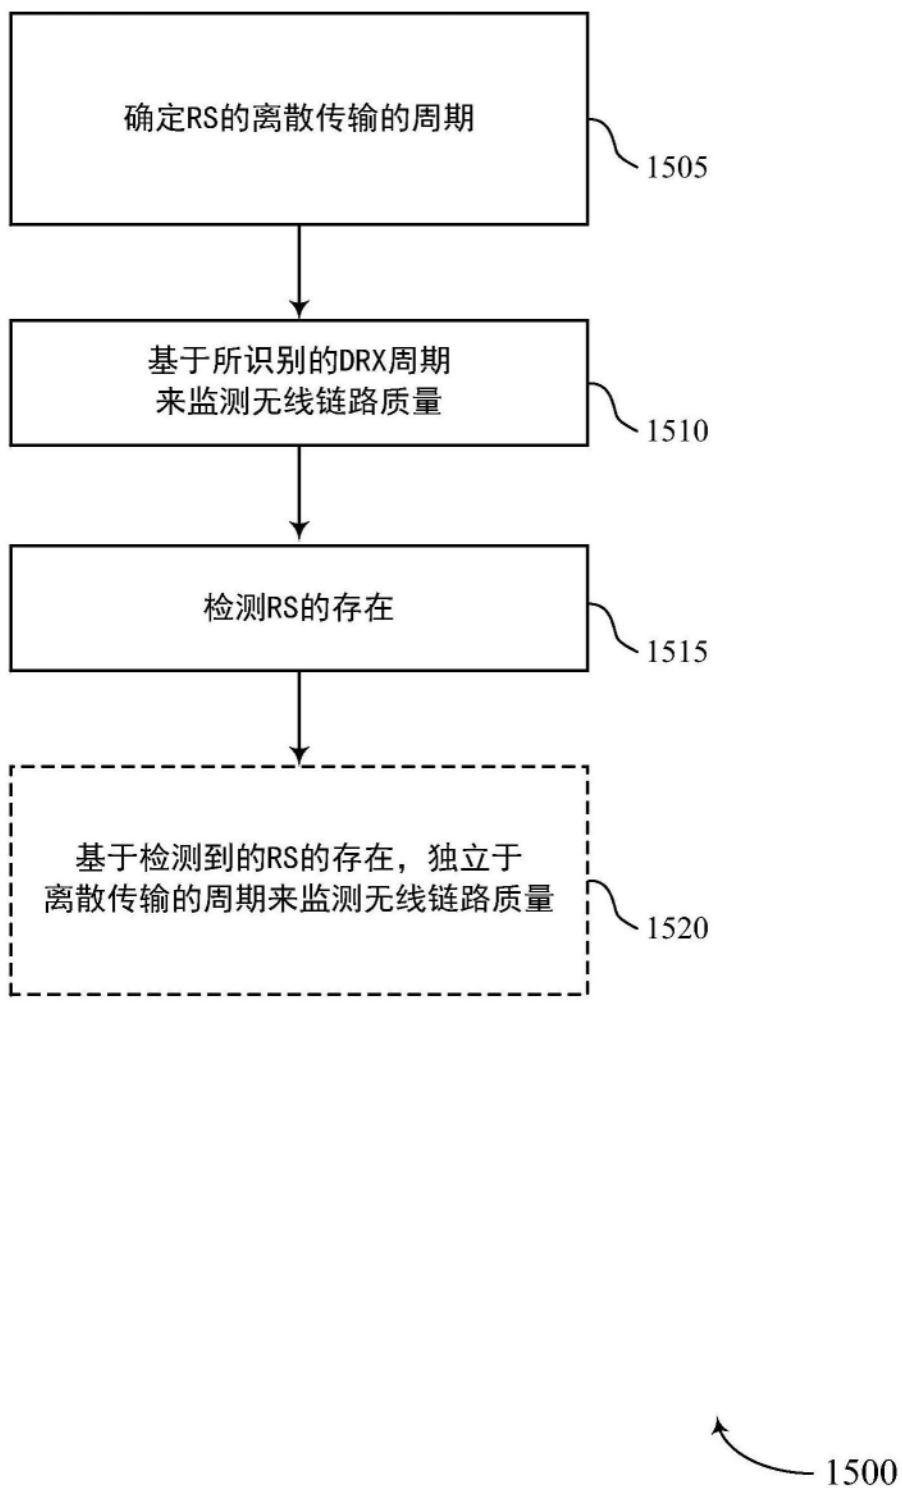 确定RS的离散传输的周期
1505
基于所识别的DRX周期
来监测无线链路质量
1510
检测RS的存在
1515
基于检测到的RS的存在，独立于
离散传输的周期来监测无线链路质量
1520
1500